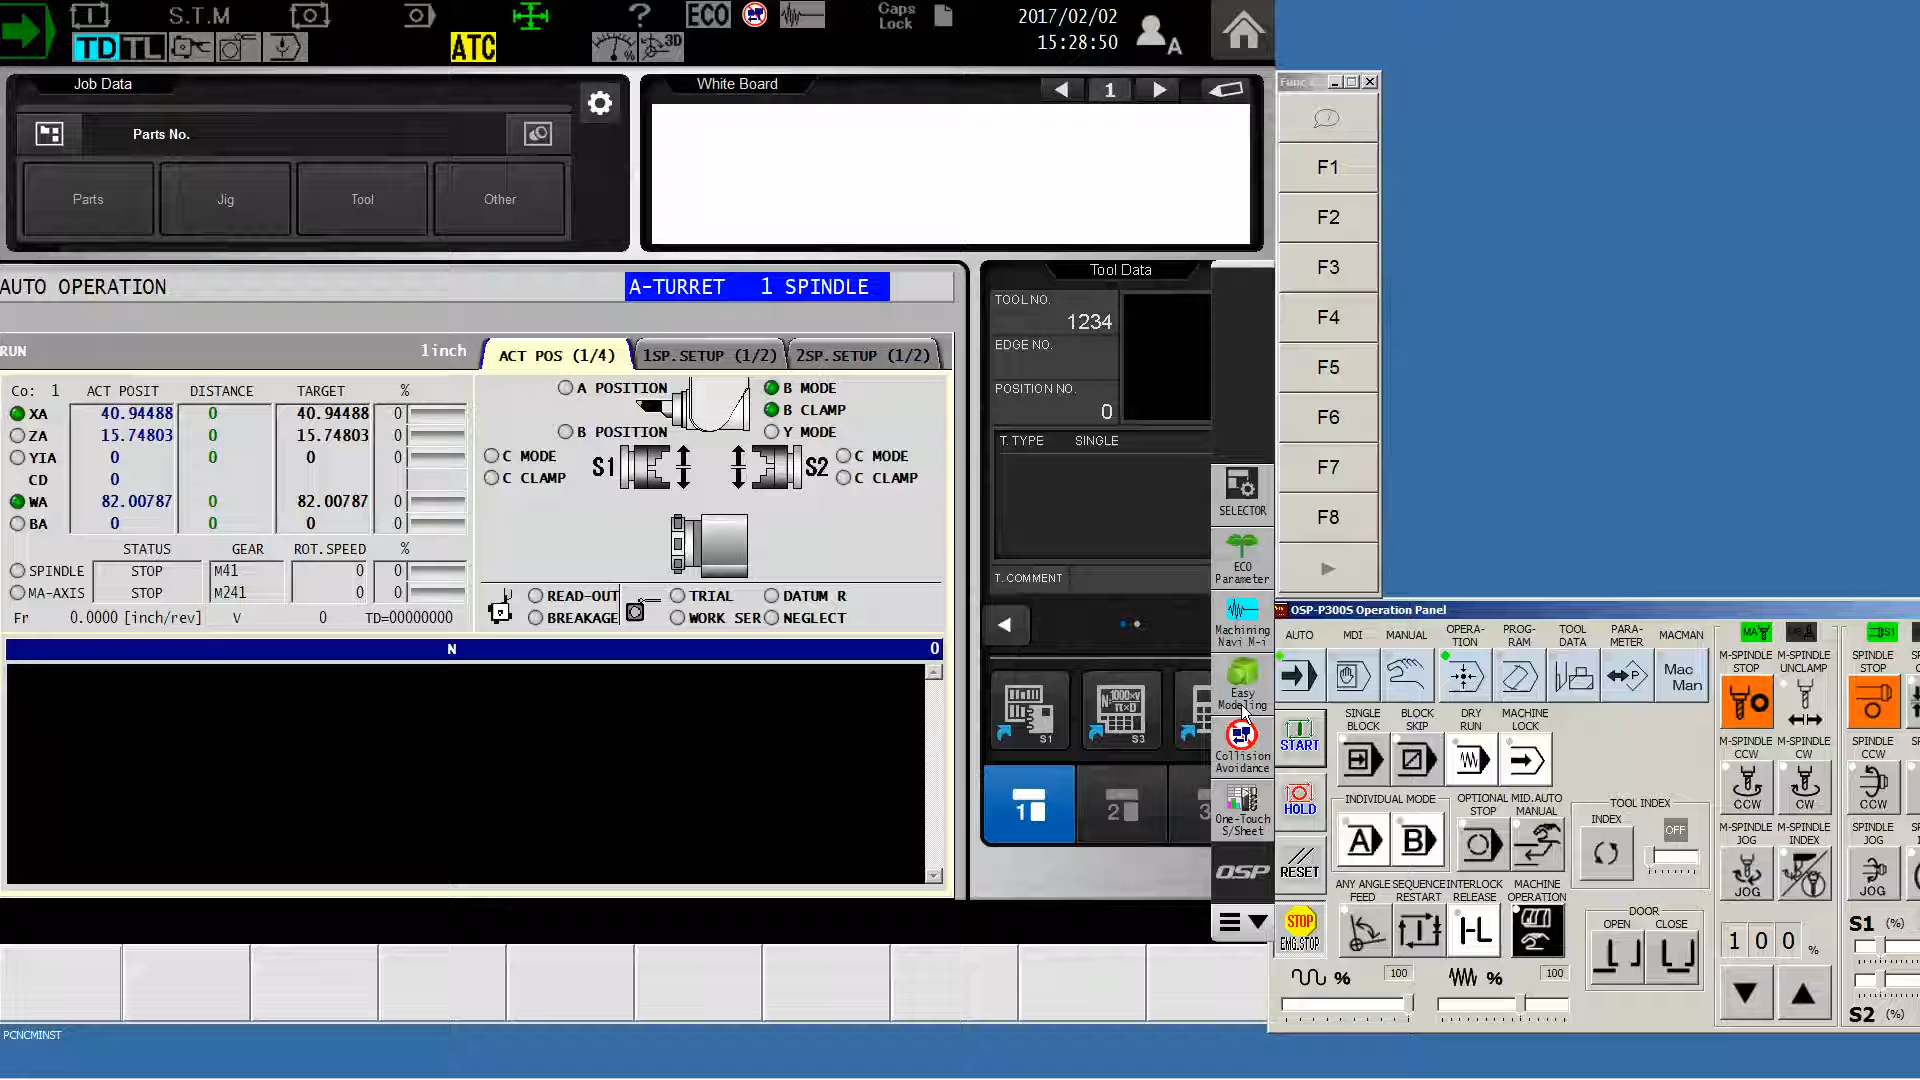 S.T.M
?
ECO
Caps
Lock
2017/02/02
15:28:50
A
TD TL
ATC
%
3D
Job Data
Parts No.
Parts
Jig
Tool
Other
White Board
1
AUTO OPERATION
A-TURRET 1 SPINDLE
RUN
1inch
ACT POS (1/4)
1SP.SETUP (1/2)
2SP.SETUP (1/2)
Co: 1 ACT POSIT DISTANCE TARGET %
XA 40.94488 0 40.94488 0
ZA 15.74803 0 15.74803 0
YIA 0 0 0 0
CD 0
WA 82.00787 0 82.00787 0
BA 0 0 0 0
STATUS GEAR ROT.SPEED %
SPINDLE STOP M41 0 0
MA-AXIS STOP M241 0 0
Fr 0.0000 [inch/rev] V 0 TD=00000000
A POSITION
B MODE
B CLAMP
B POSITION
Y MODE
C MODE
S1
S2
C MODE
C CLAMP
C CLAMP
READ-OUT
TRIAL
DATUM R
BREAKAGE
WORK SER
NEGLECT
N 0
Tool Data
TOOL NO.
1234
EDGE NO.
POSITION NO.
0
T.TYPE SINGLE
T.COMMENT
S1
1000×V
π×D
S3
1
2
3
SELECTOR
ECO
Parameter
Machining
Navi M-i
Easy
Modeling
Collision
Avoidance
One-Touch
S/Sheet
OSP
Func
F1
F2
F3
F4
F5
F6
F7
F8
OSP-P300S Operation Panel
AUTO
MDI
MANUAL
OPERA-
TION
PROG-
RAM
TOOL
DATA
PARA-
METER
MACMAN
P
Mac
Man
START
SINGLE
BLOCK
BLOCK
SKIP
DRY
RUN
MACHINE
LOCK
HOLD
INDIVIDUAL MODE
A
B
OPTIONAL
STOP
MID.AUTO
MANUAL
TOOL INDEX
INDEX
OFF
RESET
ANY ANGLE
FEED
SEQUENCE
RESTART
INTERLOCK
RELEASE
MACHINE
OPERATION
STOP
EMG.STOP
DOOR
OPEN
CLOSE
% 100
% 100
MA
S1
M-SPINDLE
STOP
M-SPINDLE
UNCLAMP
SPINDLE
STOP
M-SPINDLE
CCW
M-SPINDLE
CW
SPINDLE
CCW
CCW
CW
CCW
M-SPINDLE
JOG
M-SPINDLE
INDEX
SPINDLE
JOG
JOG
JOG
1 0 0 %
S1 (%)
S2 (%)
PCNCMINST